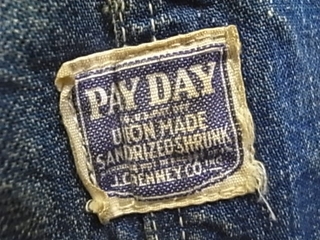 PAY DAY
UNION MADE
SANFORIZED-SHRUNK
J.C. PENNEY CO. INC.